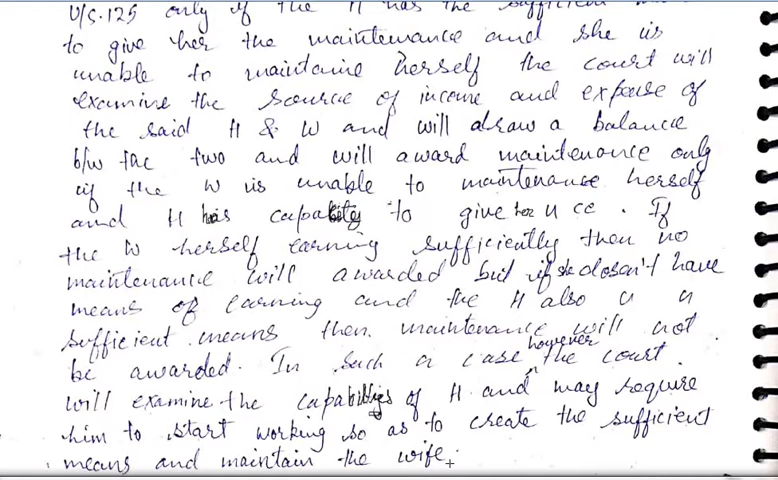 U/S.125 only if the H has the sufficient
to give her the maintenance and she is
unable to maintaine herself the court will
examine the source of income and expense of
the said H & W and will draw a balance
b/w the two and will award maintenance only
if the W is unable to maintenance herself
and H has capability to give her
If
the W herself earning sufficiently then no
maintenance will awarded but if she doesn't have
means of earning and the H also
sufficient means then maintenance will not
be awarded. In such a case however the court
will examine the capabilities of H and may require
him to start working so as to create the sufficient
means and maintain the wife.